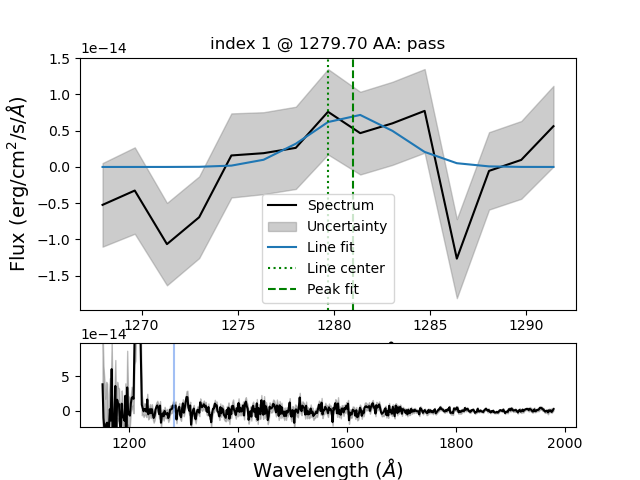 index 1 @ 1279.70 AA: pass
1e−14
1.5
1.0
0.5
0.0
−0.5
−1.0
−1.5
Flux (erg/cm²/s/Å)
Spectrum
Uncertainty
Line fit
Line center
Peak fit
1270
1275
1280
1285
1290
1e−14
5
0
1200
1400
1600
1800
2000
Wavelength (Å)